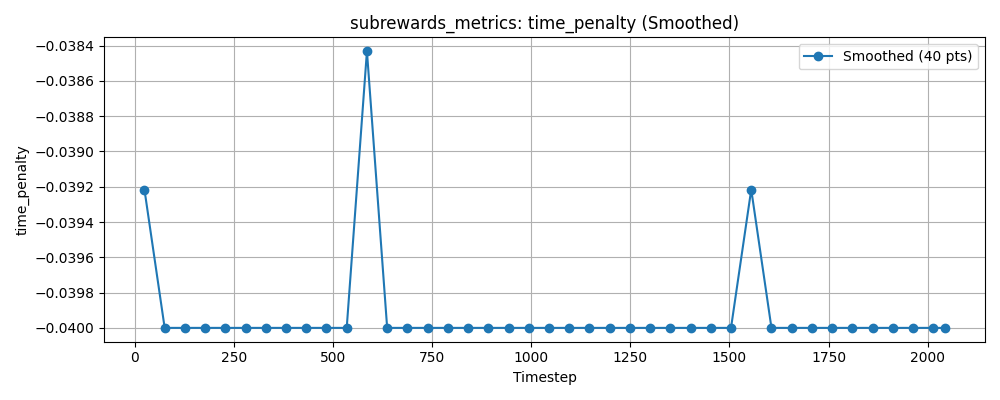 subrewards_metrics: time_penalty (Smoothed)
Smoothed (40 pts)
time_penalty
−0.0384
−0.0386
−0.0388
−0.0390
−0.0392
−0.0394
−0.0396
−0.0398
−0.0400
0 250 500 750 1000 1250 1500 1750 2000
Timestep